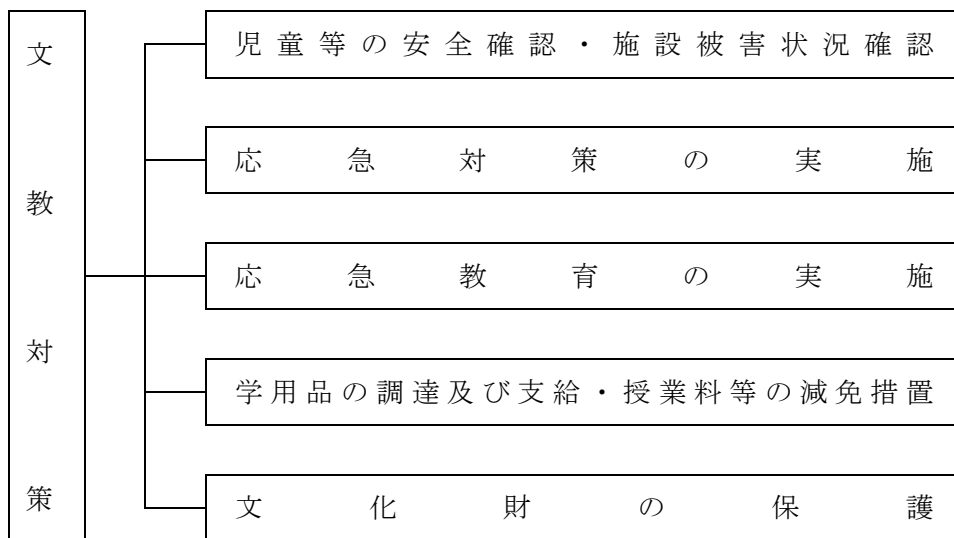 文教対策
児童等の安全確認・施設被害状況確認
応急対策の実施
応急教育の実施
学用品の調達及び支給・授業料等の減免措置
文化財の保護